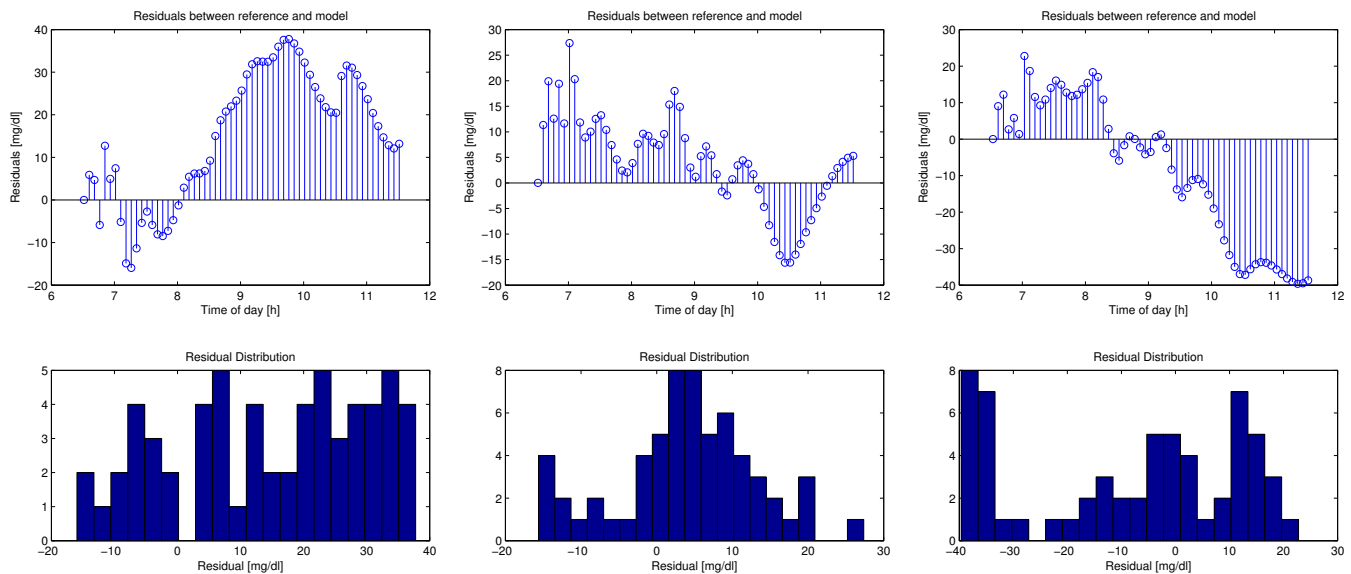 Residuals between reference and model
40
30
20
10
0
−10
−20
Residuals [mg/dl]
6 7 8 9 10 11 12
Time of day [h]
Residuals between reference and model
30
25
20
15
10
5
0
−5
−10
−15
−20
Residuals [mg/dl]
6 7 8 9 10 11 12
Time of day [h]
Residuals between reference and model
30
20
10
0
−10
−20
−30
−40
Residuals [mg/dl]
6 7 8 9 10 11 12
Time of day [h]
Residual Distribution
5
4
3
2
1
0
−20 −10 0 10 20 30 40
Residual [mg/dl]
Residual Distribution
8
6
4
2
0
−20 −10 0 10 20 30
Residual [mg/dl]
Residual Distribution
8
6
4
2
0
−40 −30 −20 −10 0 10 20 30
Residual [mg/dl]